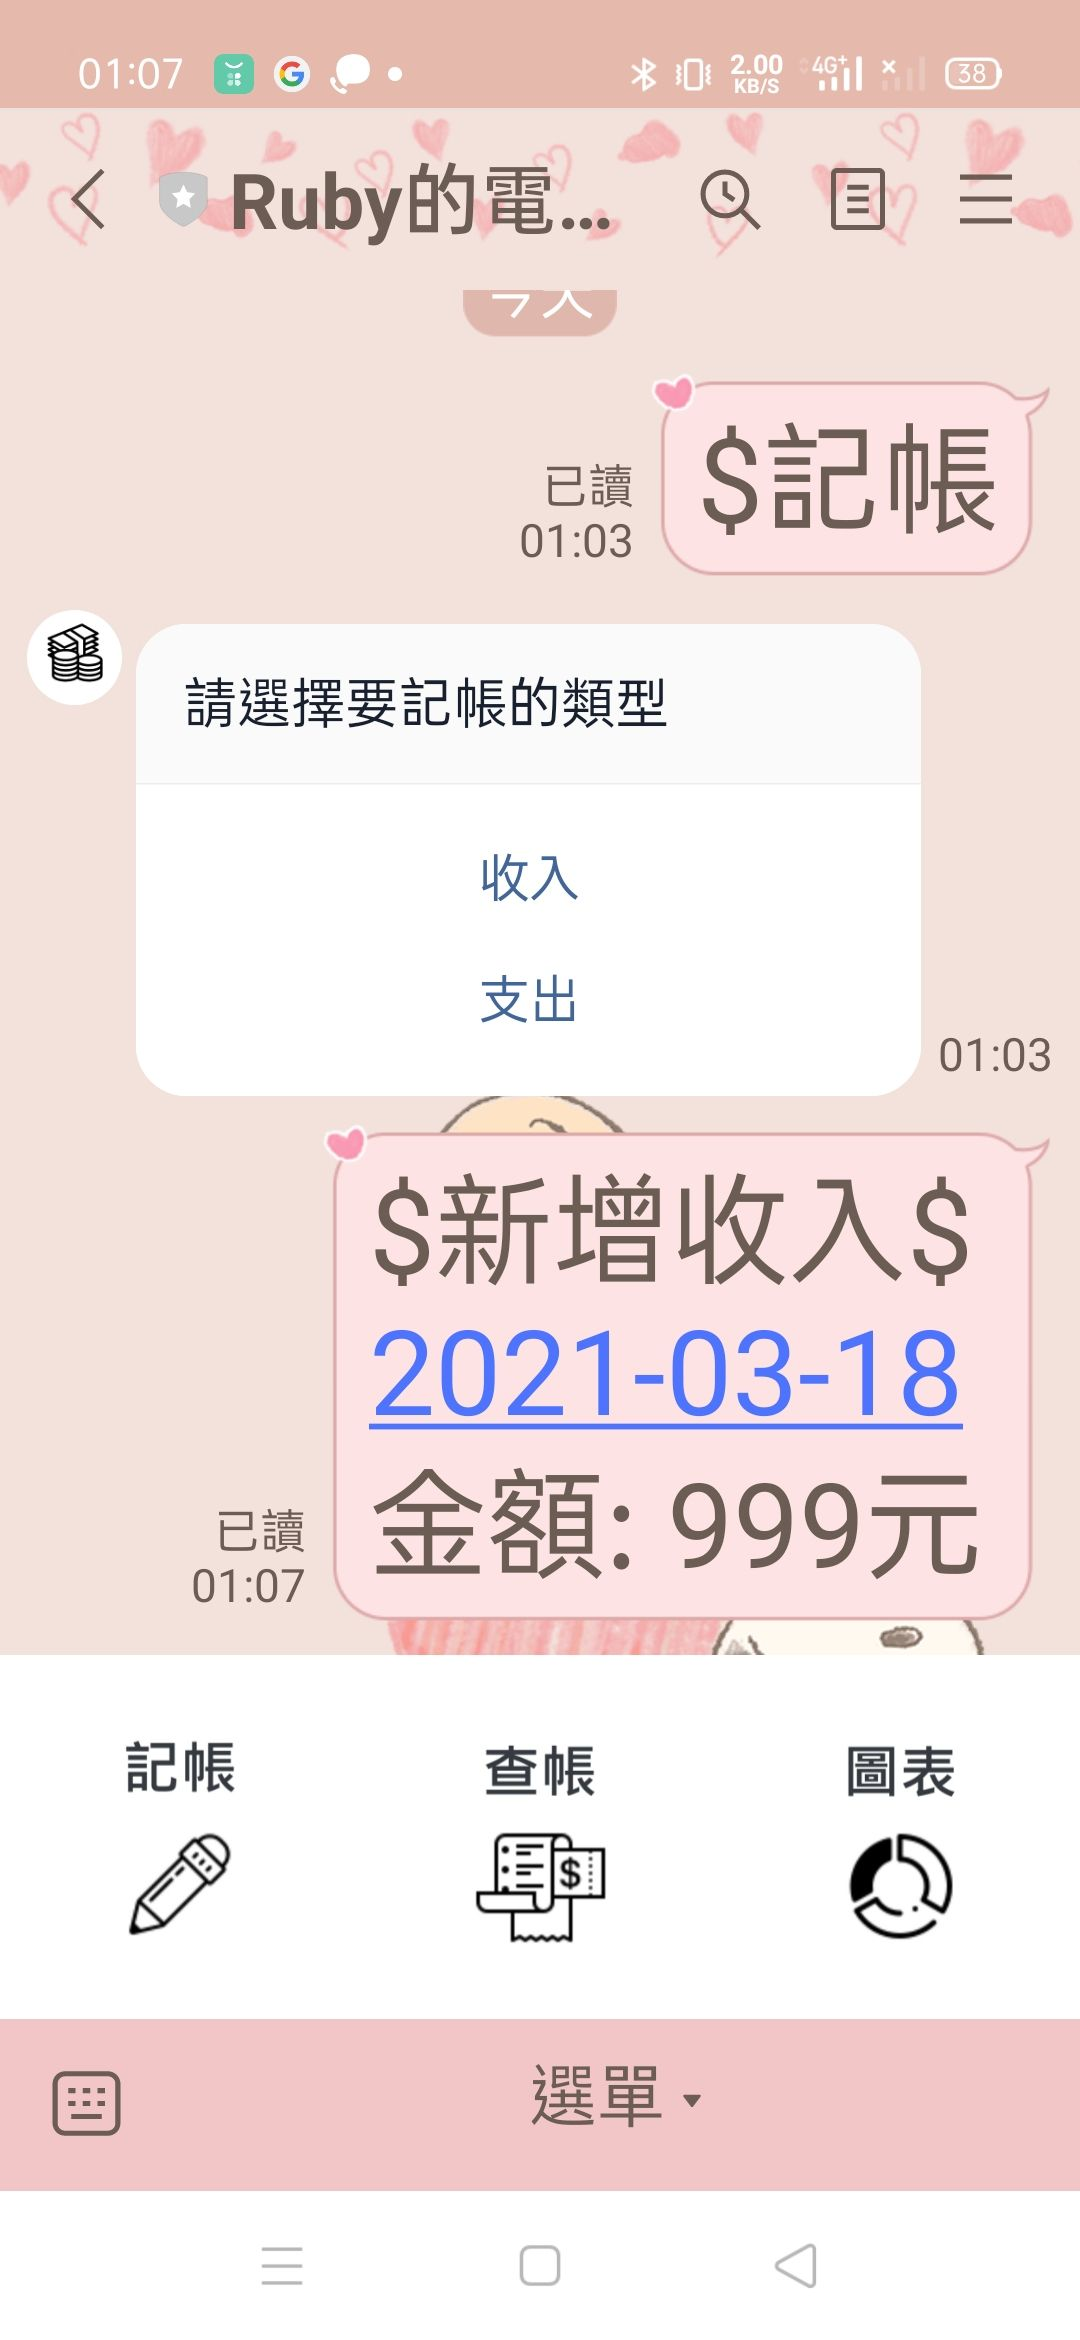 01:07
2.00
KB/S
4G+
38
Ruby的電...
今天
$記帳
已讀
01:03
請選擇要記帳的類型
收入
支出
01:03
$新增收入$
2021-03-18
金額: 999元
已讀
01:07
記帳
查帳
圖表
選單